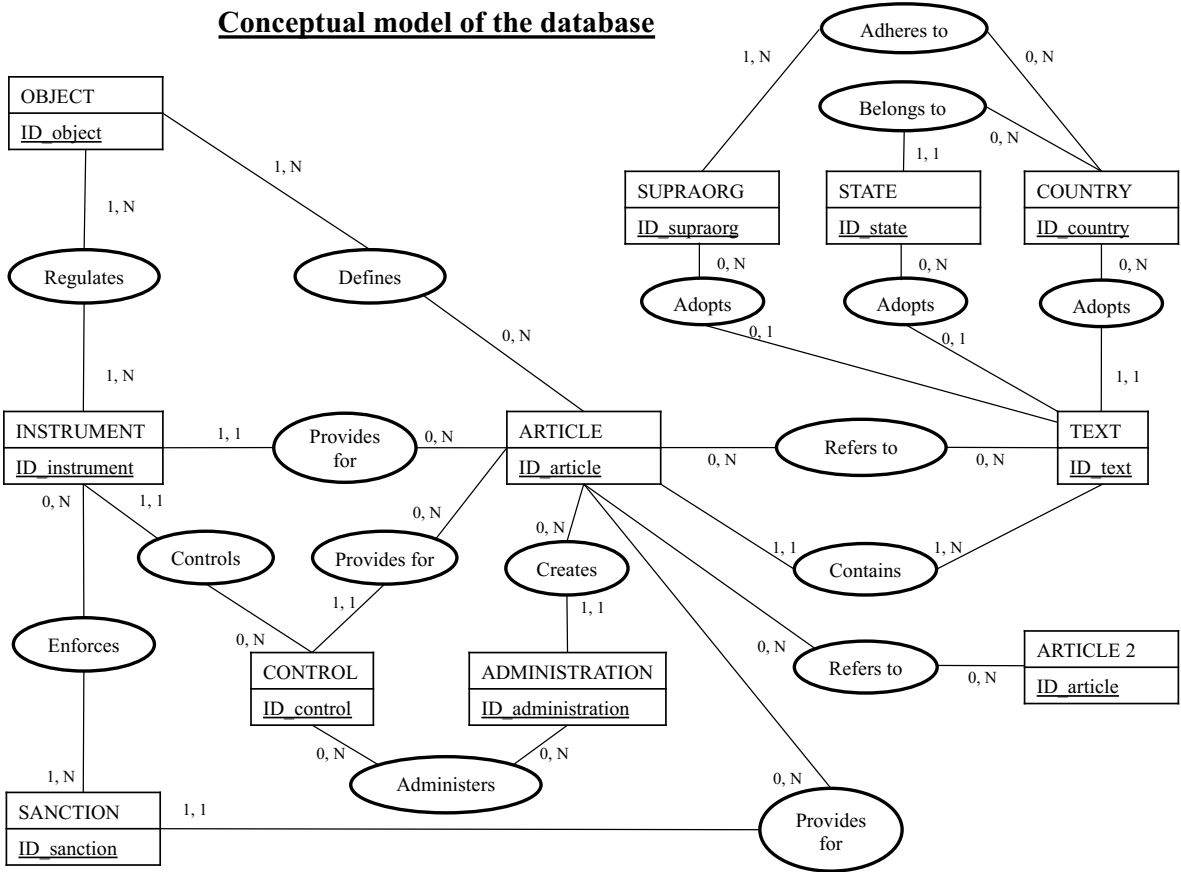 Conceptual model of the database
Adheres to
1, N
0, N
OBJECT
ID_object
Belongs to
0, N
1, 1
1, N
1, N
SUPRAORG
ID_supraorg
STATE
ID_state
COUNTRY
ID_country
Regulates
Defines
0, N
0, N
0, N
Adopts
Adopts
Adopts
0, 1
0, 1
0, N
1, N
1, 1
INSTRUMENT
ID_instrument
1, 1
Provides
for
0, N
ARTICLE
ID_article
0, N
Refers to
0, N
TEXT
ID_text
0, N
1, 1
0, N
0, N
1, 1
1, N
Controls
Provides for
Creates
Contains
1, 1
1, 1
Enforces
0, N
0, N
Refers to
0, N
ARTICLE 2
ID_article
CONTROL
ID_control
ADMINISTRATION
ID_administration
0, N
0, N
Administers
1, N
0, N
SANCTION
ID_sanction
1, 1
Provides
for